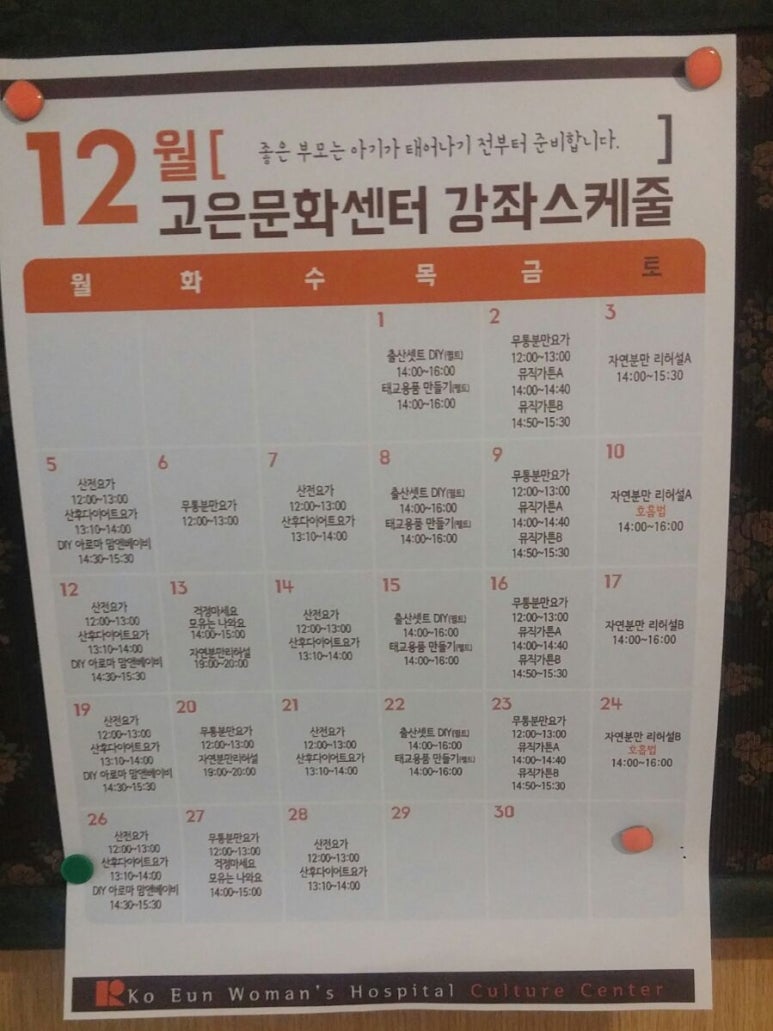 12월[ 좋은 부모는 아기가 태어나기 전부터 준비합니다. ]
고은문화센터 강좌스케줄
월 화 수 목 금 토
1
출산셋트 DIY(펠트)
14:00~16:00
태교용품 만들기(펠트)
14:00~16:00
2
무통분만요가
12:00~13:00
뮤직가튼A
14:00~14:40
뮤직가튼B
14:50~15:30
3
자연분만 리허설A
14:00~15:30
5
산전요가
12:00~13:00
산후다이어트요가
13:10~14:00
DIY 아로마 맘앤베이비
14:30~15:30
6
무통분만요가
12:00~13:00
7
산전요가
12:00~13:00
산후다이어트요가
13:10~14:00
8
출산셋트 DIY(펠트)
14:00~16:00
태교용품 만들기(펠트)
14:00~16:00
9
무통분만요가
12:00~13:00
뮤직가튼A
14:00~14:40
뮤직가튼B
14:50~15:30
10
자연분만 리허설A
호흡법
14:00~16:00
12
산전요가
12:00~13:00
산후다이어트요가
13:10~14:00
DIY 아로마 맘앤베이비
14:30~15:30
13
걱정마세요
모유는 나와요
14:00~15:00
자연분만리허설
19:00~20:00
14
산전요가
12:00~13:00
산후다이어트요가
13:10~14:00
15
출산셋트 DIY(펠트)
14:00~16:00
태교용품 만들기(펠트)
14:00~16:00
16
무통분만요가
12:00~13:00
뮤직가튼A
14:00~14:40
뮤직가튼B
14:50~15:30
17
자연분만 리허설B
14:00~16:00
19
산전요가
12:00~13:00
산후다이어트요가
13:10~14:00
DIY 아로마 맘앤베이비
14:30~15:30
20
무통분만요가
12:00~13:00
자연분만리허설
19:00~20:00
21
산전요가
12:00~13:00
산후다이어트요가
13:10~14:00
22
출산셋트 DIY(펠트)
14:00~16:00
태교용품 만들기(펠트)
14:00~16:00
23
무통분만요가
12:00~13:00
뮤직가튼A
14:00~14:40
뮤직가튼B
14:50~15:30
24
자연분만 리허설B
호흡법
14:00~16:00
26
산전요가
12:00~13:00
산후다이어트요가
13:10~14:00
DIY 아로마 맘앤베이비
14:30~15:30
27
무통분만요가
12:00~13:00
걱정마세요
모유는 나와요
14:00~15:00
28
산전요가
12:00~13:00
산후다이어트요가
13:10~14:00
29
30
Ko Eun Woman's Hospital Culture Center